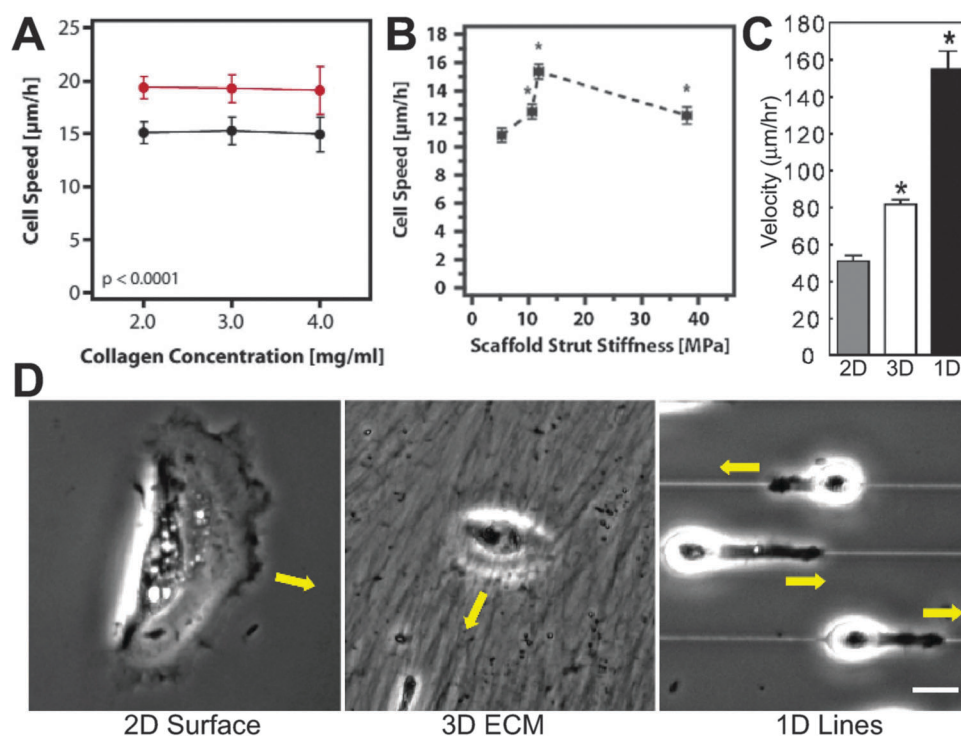 A
25
20
15
10
5
0
Cell Speed [μm/h]
p < 0.0001
2.0 3.0 4.0
Collagen Concentration [mg/ml]
B
18
16
14
12
10
8
6
4
2
0
Cell Speed [μm/h]
*
*
*
0 10 20 30 40
Scaffold Strut Stiffness [MPa]
C
180
160
140
120
100
80
60
40
20
0
Velocity (μm/hr)
*
*
2D 3D 1D
D
2D Surface
3D ECM
1D Lines